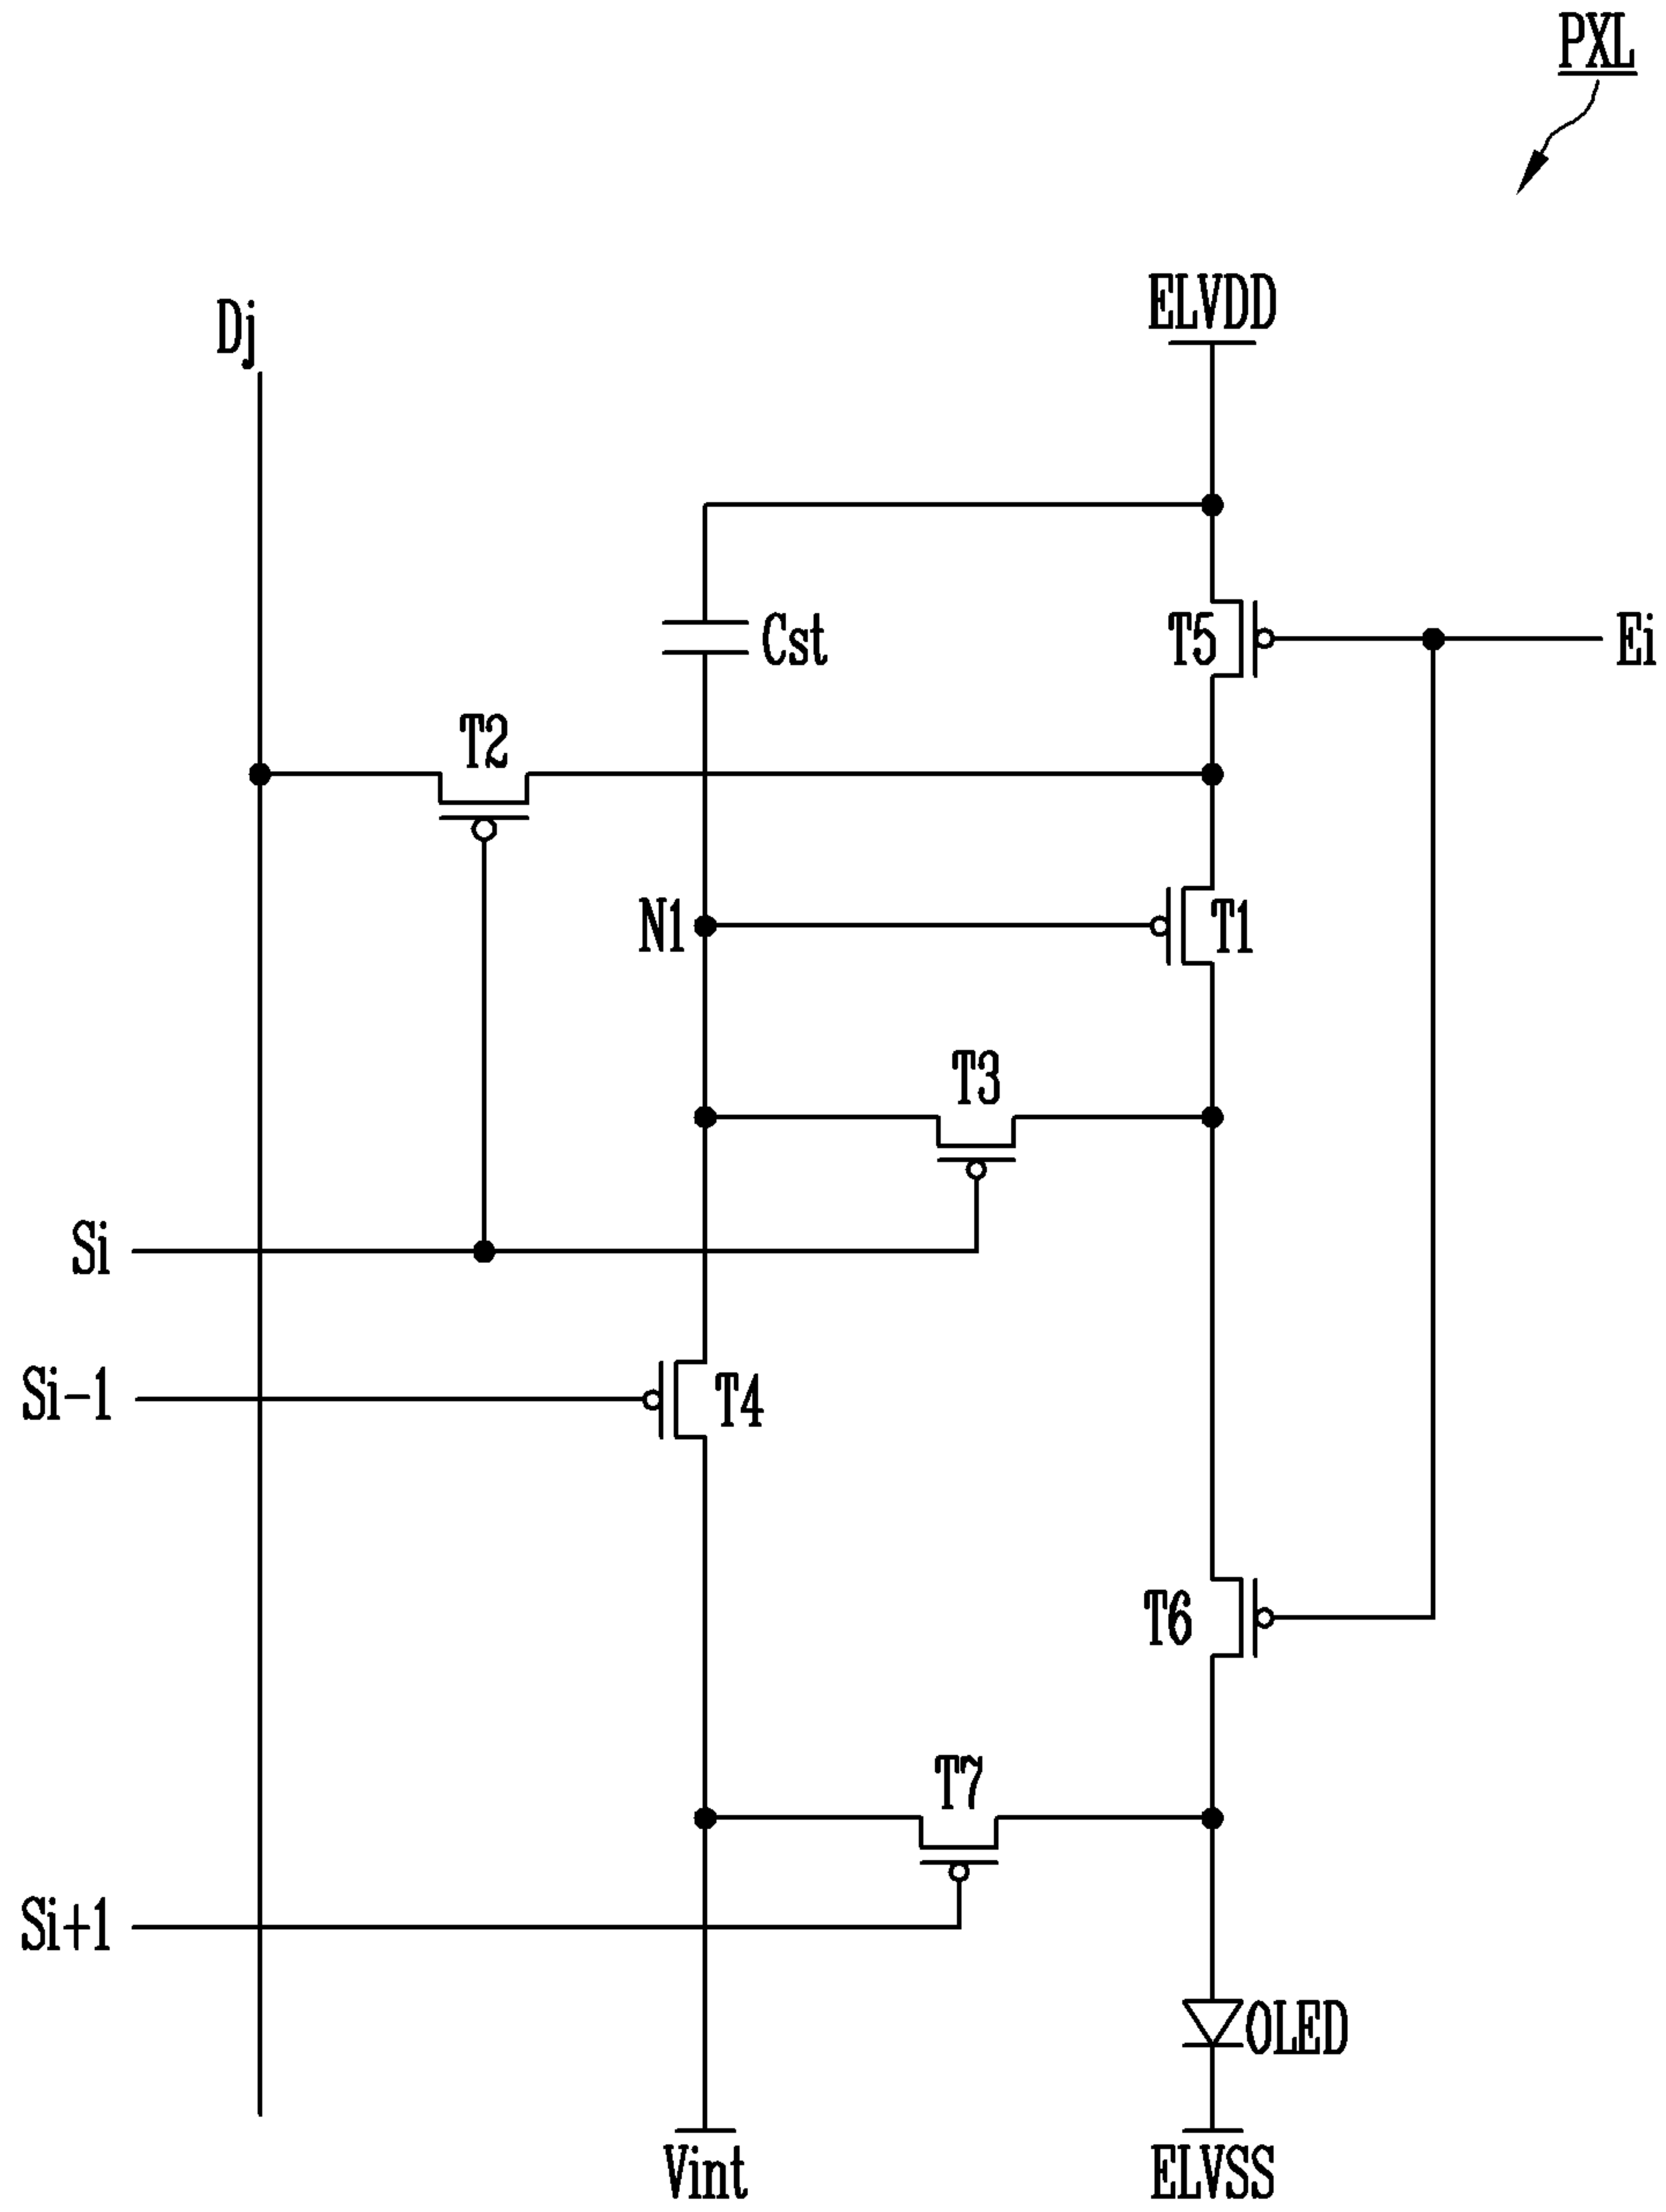 PXL
ELVDD
Dj
Cst
T5
Ei
T2
N1
T1
T3
Si
Si-1
T4
T6
T7
Si+1
OLED
Vint
ELVSS